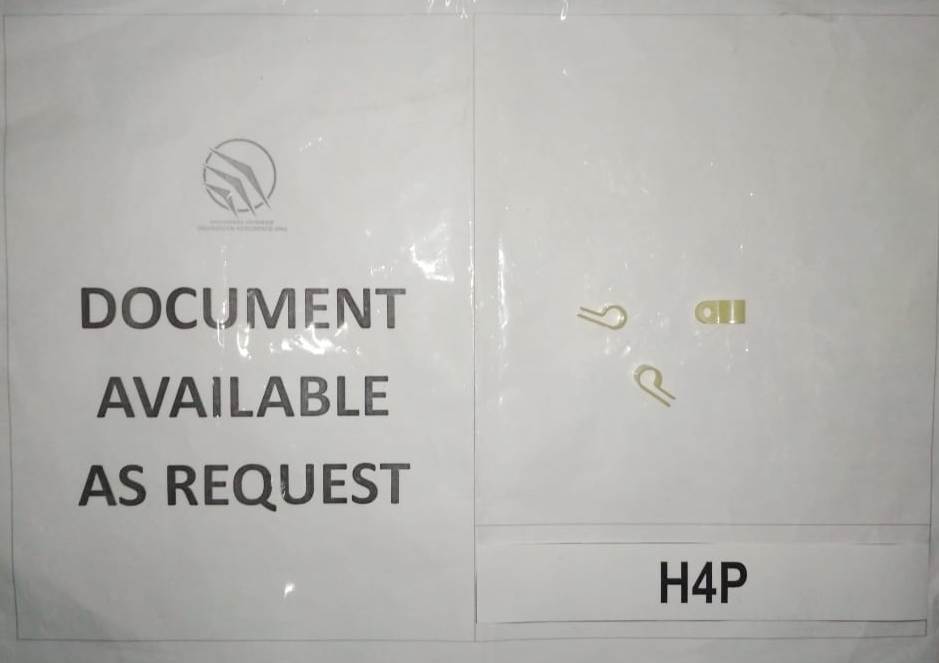 DOCUMENT
AVAILABLE
AS REQUEST
H4P